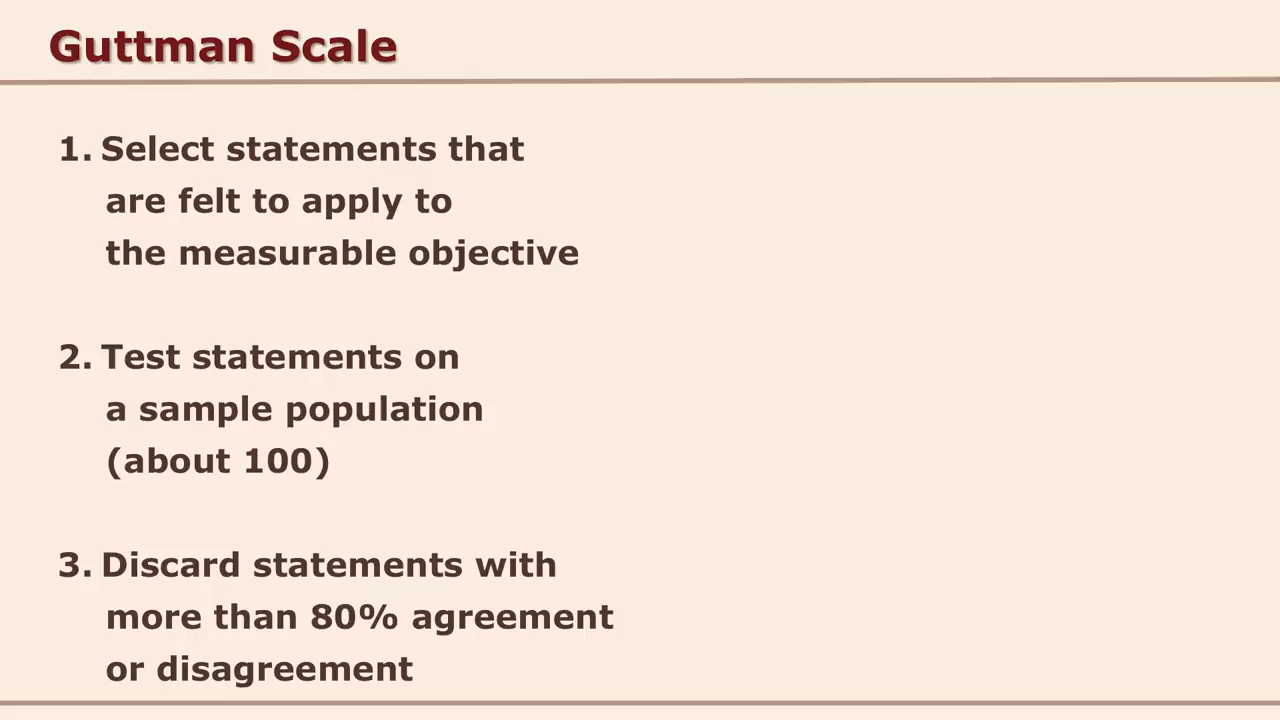 Guttman Scale
1. Select statements that
are felt to apply to
the measurable objective
2. Test statements on
a sample population
(about 100)
3. Discard statements with
more than 80% agreement
or disagreement